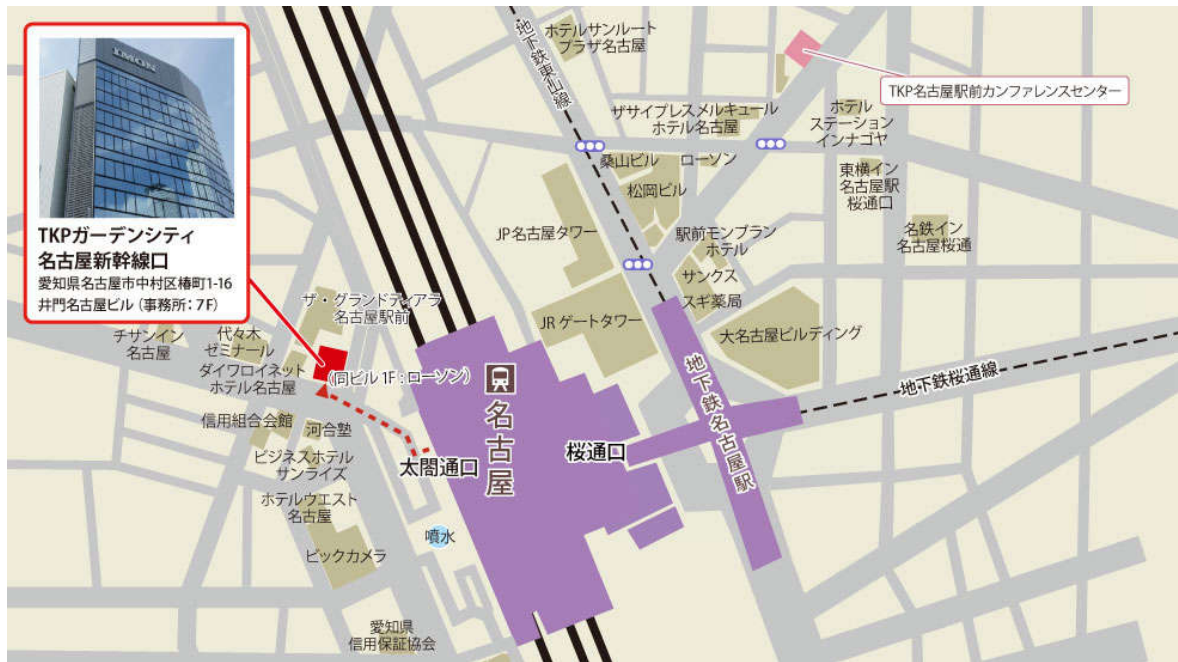 IMON
TKPガーデンシティ
名古屋新幹線口
愛知県名古屋市中村区椿町1-16
井門名古屋ビル（事務所：7F）
地下鉄東山線
ホテルサンルート
プラザ名古屋
TKP名古屋駅前カンファレンスセンター
ザサイプレスメルキュール
ホテル名古屋
ホテル
ステーション
インナゴヤ
桑山ビル
ローソン
松岡ビル
東横イン
名古屋駅
桜通口
名鉄イン
名古屋桜通
JP名古屋タワー
駅前モンブラン
ホテル
サンクス
スギ薬局
JRゲートタワー
大名古屋ビルディング
ザ・グランドティアラ
名古屋駅前
チサンイン
名古屋
代々木
ゼミナール
ダイワロイネット
ホテル名古屋
（同ビル1F：ローソン）
信用組合会館
河合塾
ビジネスホテル
サンライズ
太閤通口
名古屋
桜通口
地下鉄名古屋駅
地下鉄桜通線
ホテルウエスト
名古屋
噴水
ビックカメラ
愛知県
信用保証協会